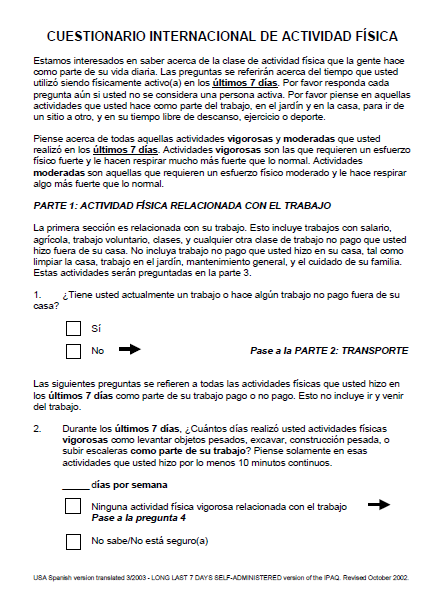 CUESTIONARIO INTERNACIONAL DE ACTIVIDAD FÍSICA
Estamos interesados en saber acerca de la clase de actividad física que la gente hace
como parte de su vida diaria. Las preguntas se referirán acerca del tiempo que usted
utilizó siendo físicamente activo(a) en los últimos 7 días. Por favor responda cada
pregunta aún si usted no se considera una persona activa. Por favor piense en aquellas
actividades que usted hace como parte del trabajo, en el jardín y en la casa, para ir de
un sitio a otro, y en su tiempo libre de descanso, ejercicio o deporte.
Piense acerca de todas aquellas actividades vigorosas y moderadas que usted
realizó en los últimos 7 días. Actividades vigorosas son las que requieren un esfuerzo
físico fuerte y le hacen respirar mucho más fuerte que lo normal. Actividades
moderadas son aquellas que requieren un esfuerzo físico moderado y le hace respirar
algo más fuerte que lo normal.
PARTE 1: ACTIVIDAD FÍSICA RELACIONADA CON EL TRABAJO
La primera sección es relacionada con su trabajo. Esto incluye trabajos con salario,
agrícola, trabajo voluntario, clases, y cualquier otra clase de trabajo no pago que usted
hizo fuera de su casa. No incluya trabajo no pago que usted hizo en su casa, tal como
limpiar la casa, trabajo en el jardín, mantenimiento general, y el cuidado de su familia.
Estas actividades serán preguntadas en la parte 3.
1. ¿Tiene usted actualmente un trabajo o hace algún trabajo no pago fuera de su
casa?
Sí
No Pase a la PARTE 2: TRANSPORTE
Las siguientes preguntas se refieren a todas las actividades físicas que usted hizo en
los últimos 7 días como parte de su trabajo pago o no pago. Esto no incluye ir y venir
del trabajo.
2. Durante los últimos 7 días, ¿Cuántos días realizó usted actividades físicas
vigorosas como levantar objetos pesados, excavar, construcción pesada, o
subir escaleras como parte de su trabajo? Piense solamente en esas
actividades que usted hizo por lo menos 10 minutos continuos.
_____ días por semana
Ninguna actividad física vigorosa relacionada con el trabajo
Pase a la pregunta 4
No sabe/No está seguro(a)
USA Spanish version translated 3/2003 - LONG LAST 7 DAYS SELF-ADMINISTERED version of the IPAQ. Revised October 2002.